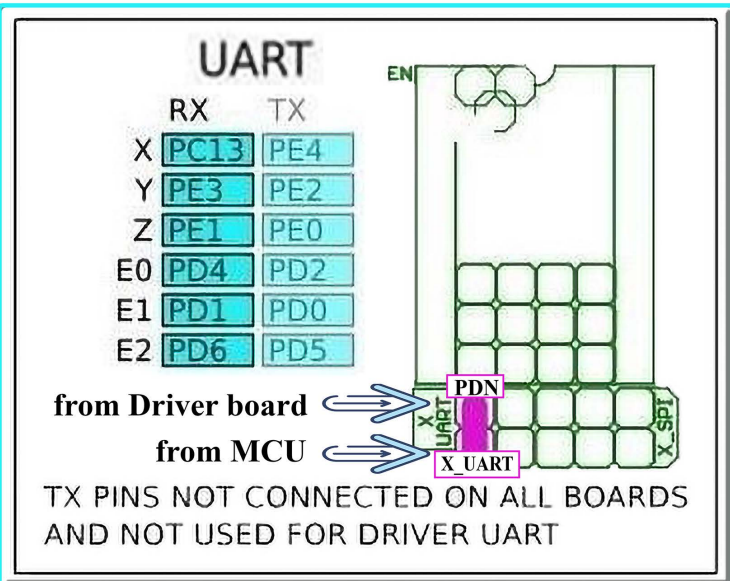 UART
EN
RX TX
X PC13 PE4
Y PE3 PE2
Z PE1 PE0
E0 PD4 PD2
E1 PD1 PD0
E2 PD6 PD5
PDN
from Driver board
X
UART
X_SPI
from MCU
X_UART
TX PINS NOT CONNECTED ON ALL BOARDS
AND NOT USED FOR DRIVER UART